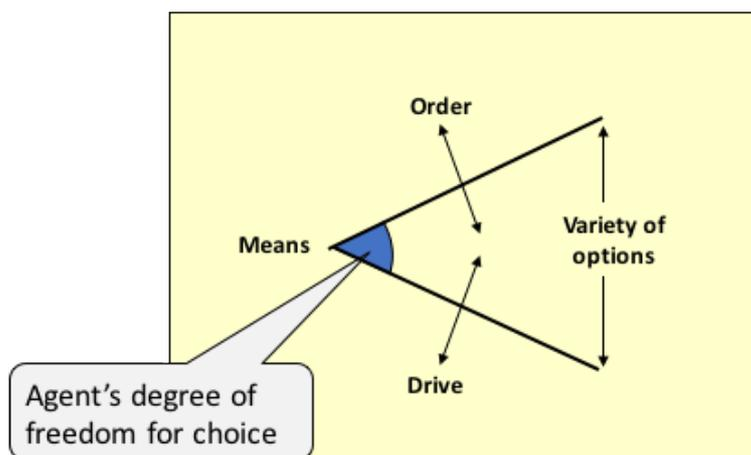 Order
Means
Variety of
options
Drive
Agent’s degree of
freedom for choice